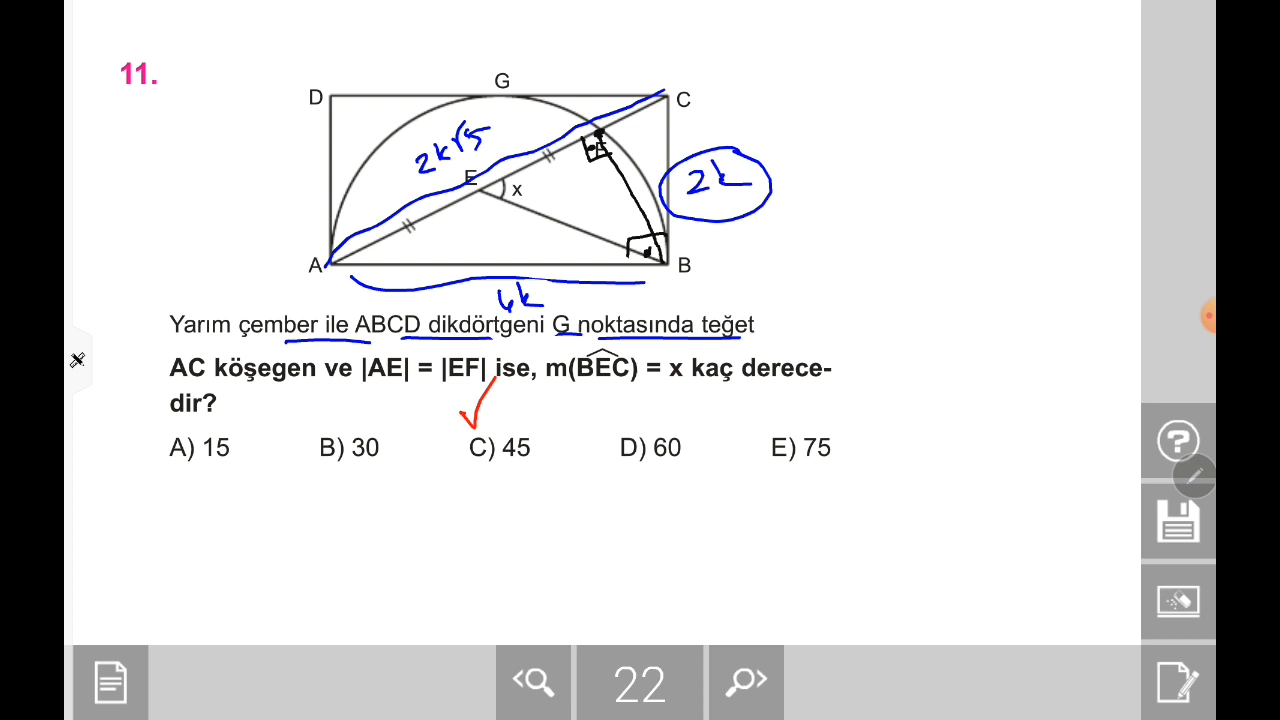 11.
D
G
C
2k√5
E
F
x
2k
A
B
4k
Yarım çember ile ABCD dikdörtgeni G noktasında teğet
AC köşegen ve |AE| = |EF| ise, m(BEC) = x kaç derece-
dir?
A) 15 B) 30 C) 45 D) 60 E) 75
?
22